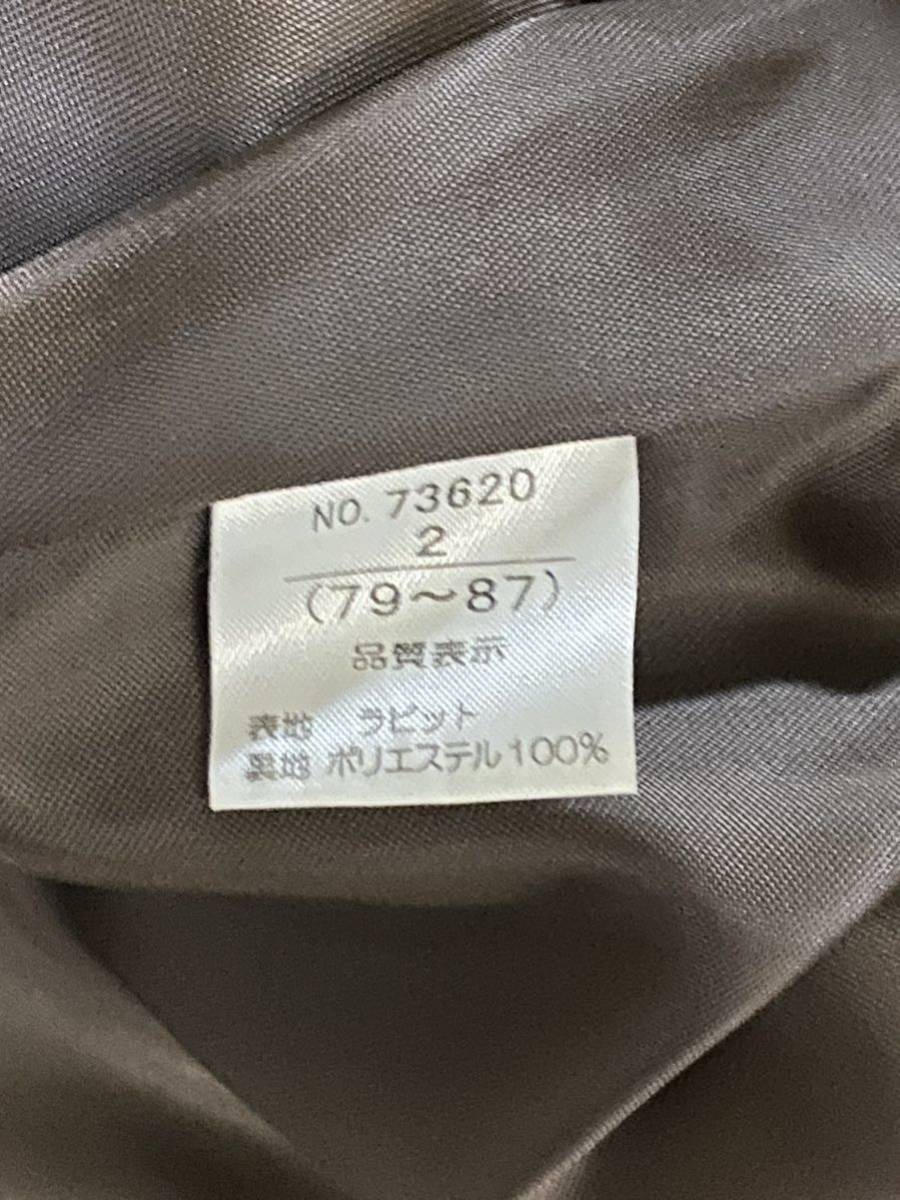 NO. 73620
2
(79〜87)
品質表示
表地 ラビット
裏地 ポリエステル100%